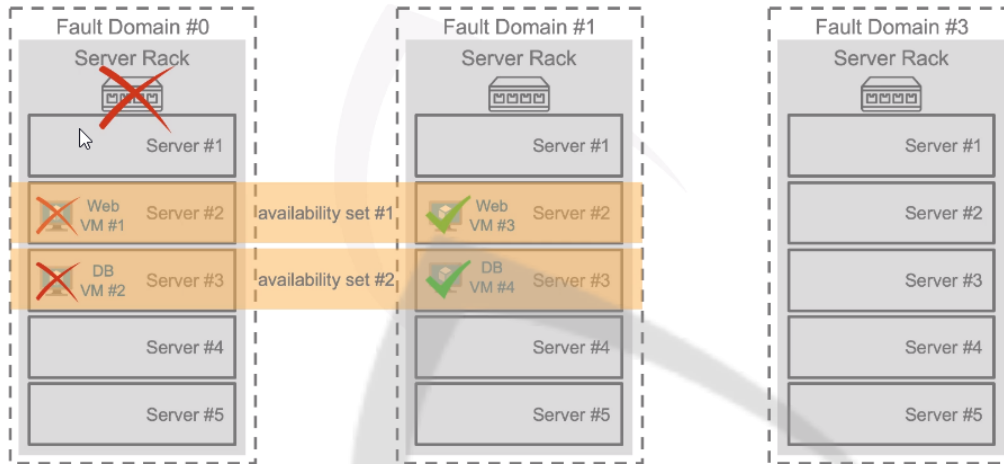 Fault Domain #0
Server Rack
Server #1
Web
VM #1
Server #2
DB
VM #2
Server #3
Server #4
Server #5
availability set #1
availability set #2
Fault Domain #1
Server Rack
Server #1
Web
VM #3
Server #2
DB
VM #4
Server #3
Server #4
Server #5
Fault Domain #3
Server Rack
Server #1
Server #2
Server #3
Server #4
Server #5